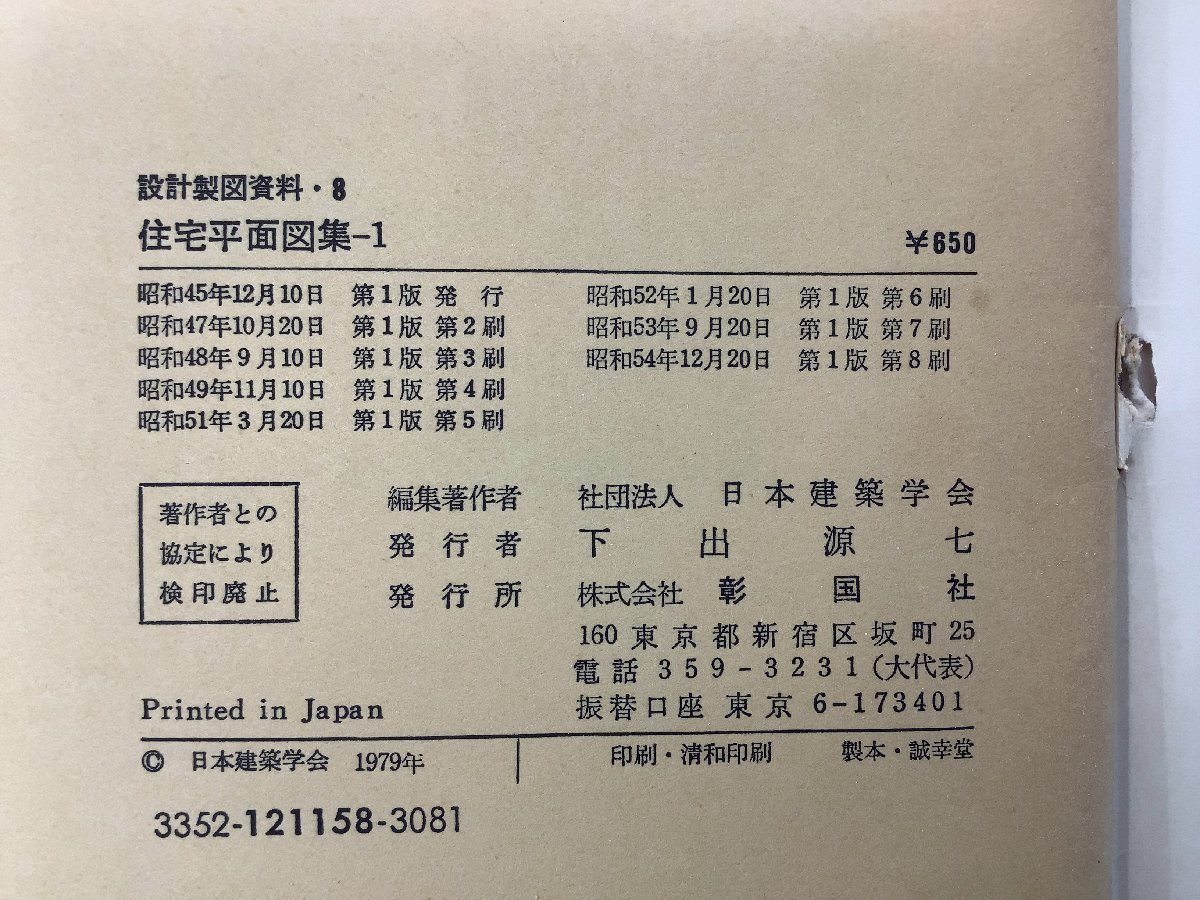 設計製図資料・8
住宅平面図集-1
¥650
昭和45年12月10日 第1版 発 行
昭和47年10月20日 第1版 第2刷
昭和48年9月10日 第1版 第3刷
昭和49年11月10日 第1版 第4刷
昭和51年3月20日 第1版 第5刷
昭和52年1月20日 第1版 第6刷
昭和53年9月20日 第1版 第7刷
昭和54年12月20日 第1版 第8刷
著作者との
協定により
検印廃止
編集著作者 社団法人 日本建築学会
発行者 下出源七
発行所 株式会社 彰国社
160 東京都新宿区坂町25
電話 359-3231(大代表)
振替口座 東京 6-173401
Printed in Japan
© 日本建築学会 1979年
印刷・清和印刷 製本・誠幸堂
3352-121158-3081